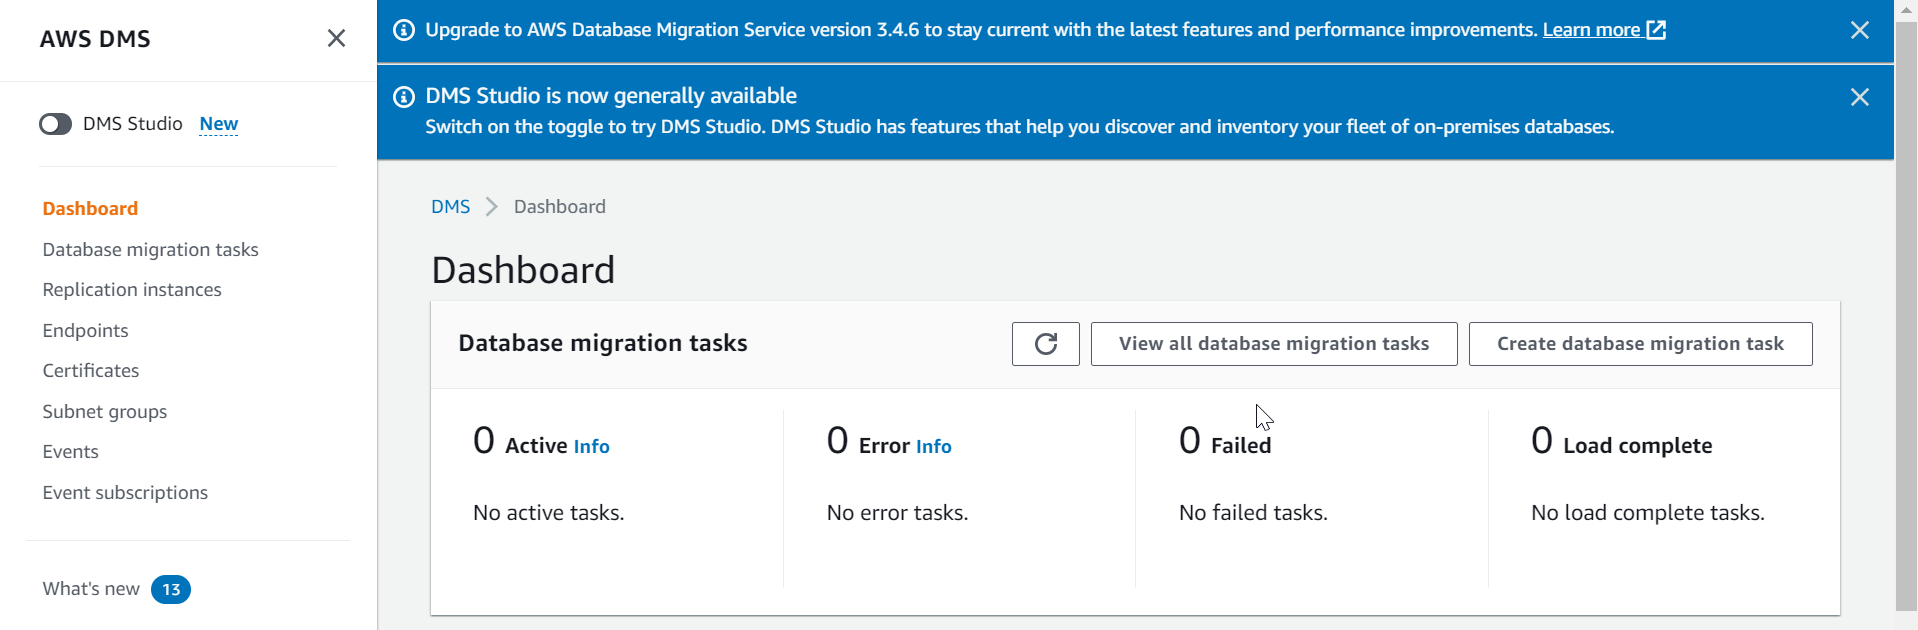 AWS DMS
DMS Studio New
Dashboard
Database migration tasks
Replication instances
Endpoints
Certificates
Subnet groups
Events
Event subscriptions
What's new 13
Upgrade to AWS Database Migration Service version 3.4.6 to stay current with the latest features and performance improvements. Learn more
DMS Studio is now generally available
Switch on the toggle to try DMS Studio. DMS Studio has features that help you discover and inventory your fleet of on-premises databases.
DMS Dashboard
Dashboard
Database migration tasks View all database migration tasks Create database migration task
0 Active Info 0 Error Info 0 Failed 0 Load complete
No active tasks. No error tasks. No failed tasks. No load complete tasks.